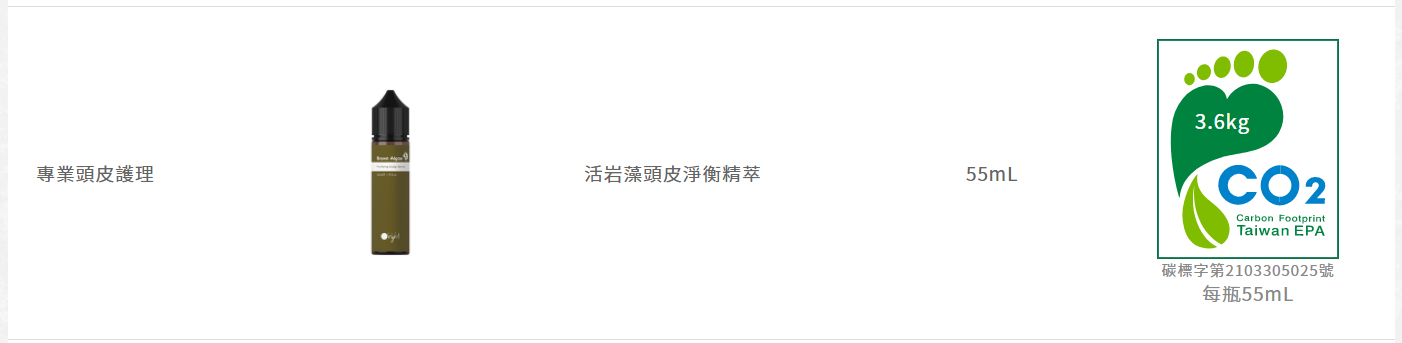 專業頭皮護理
Brown Algae
活岩藻頭皮淨衡精萃
55mL
3.6kg
CO2
Carbon Footprint
Taiwan EPA
碳標字第2103305025號
每瓶55mL